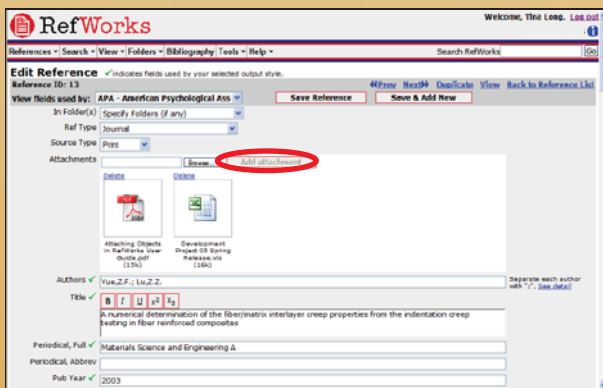 RefWorks
Welcome, Tina Long. Log out
References Search View Folders Bibliography Tools Help Search RefWorks Go
Edit Reference ✓indicates fields used by your selected output style.
Reference ID: 13 Prev Next Duplicate View Back to Reference List
View fields used by: APA - American Psychological Ass Save Reference Save & Add New
In Folder(s) Specify Folders (if any)
Ref Type Journal
Source Type Print
Attachments Browse... Add attachment
Delete Delete
Attaching Objects in RefWorks User Guide.pdf (15k)
Development Project 05 Spring Release.xls (16k)
Authors ✓ Yue,Z.F.; Lu,Z.Z. Separate each author with ";". See detail
Title ✓ B I U x2 X2
A numerical determination of the fiber/matrix interlayer creep properties from the indentation creep
testing in fiber reinforced composites
Periodical, Full ✓ Materials Science and Engineering A
Periodical, Abbrev
Pub Year ✓ 2003